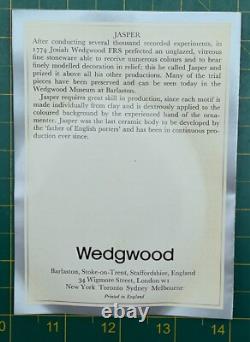 JASPER
After conducting several thousand recorded experiments, in
1774 Josiah Wedgwood FRS perfected an unglazed, vitreous
fine stoneware able to receive numerous colours and to bear
finely modelled decoration in relief; this he called Jasper and
prized it above all his other productions. Many of the trial
pieces have been preserved and can be seen today in the
Wedgwood Museum at Barlaston.
Jasper requires great skill in production, since each motif is
made individually from clay and is dextrously applied to the
coloured background by the experienced hand of the orna-
menter. Jasper was the last ceramic body to be developed by
the 'father of English potters' and has been in continuous pro-
duction ever since.
Wedgwood
Barlaston, Stoke-on-Trent, Staffordshire, England
34 Wigmore Street, London W1
New York Toronto Sydney Melbourne
Printed in England
10 11 12 13 14